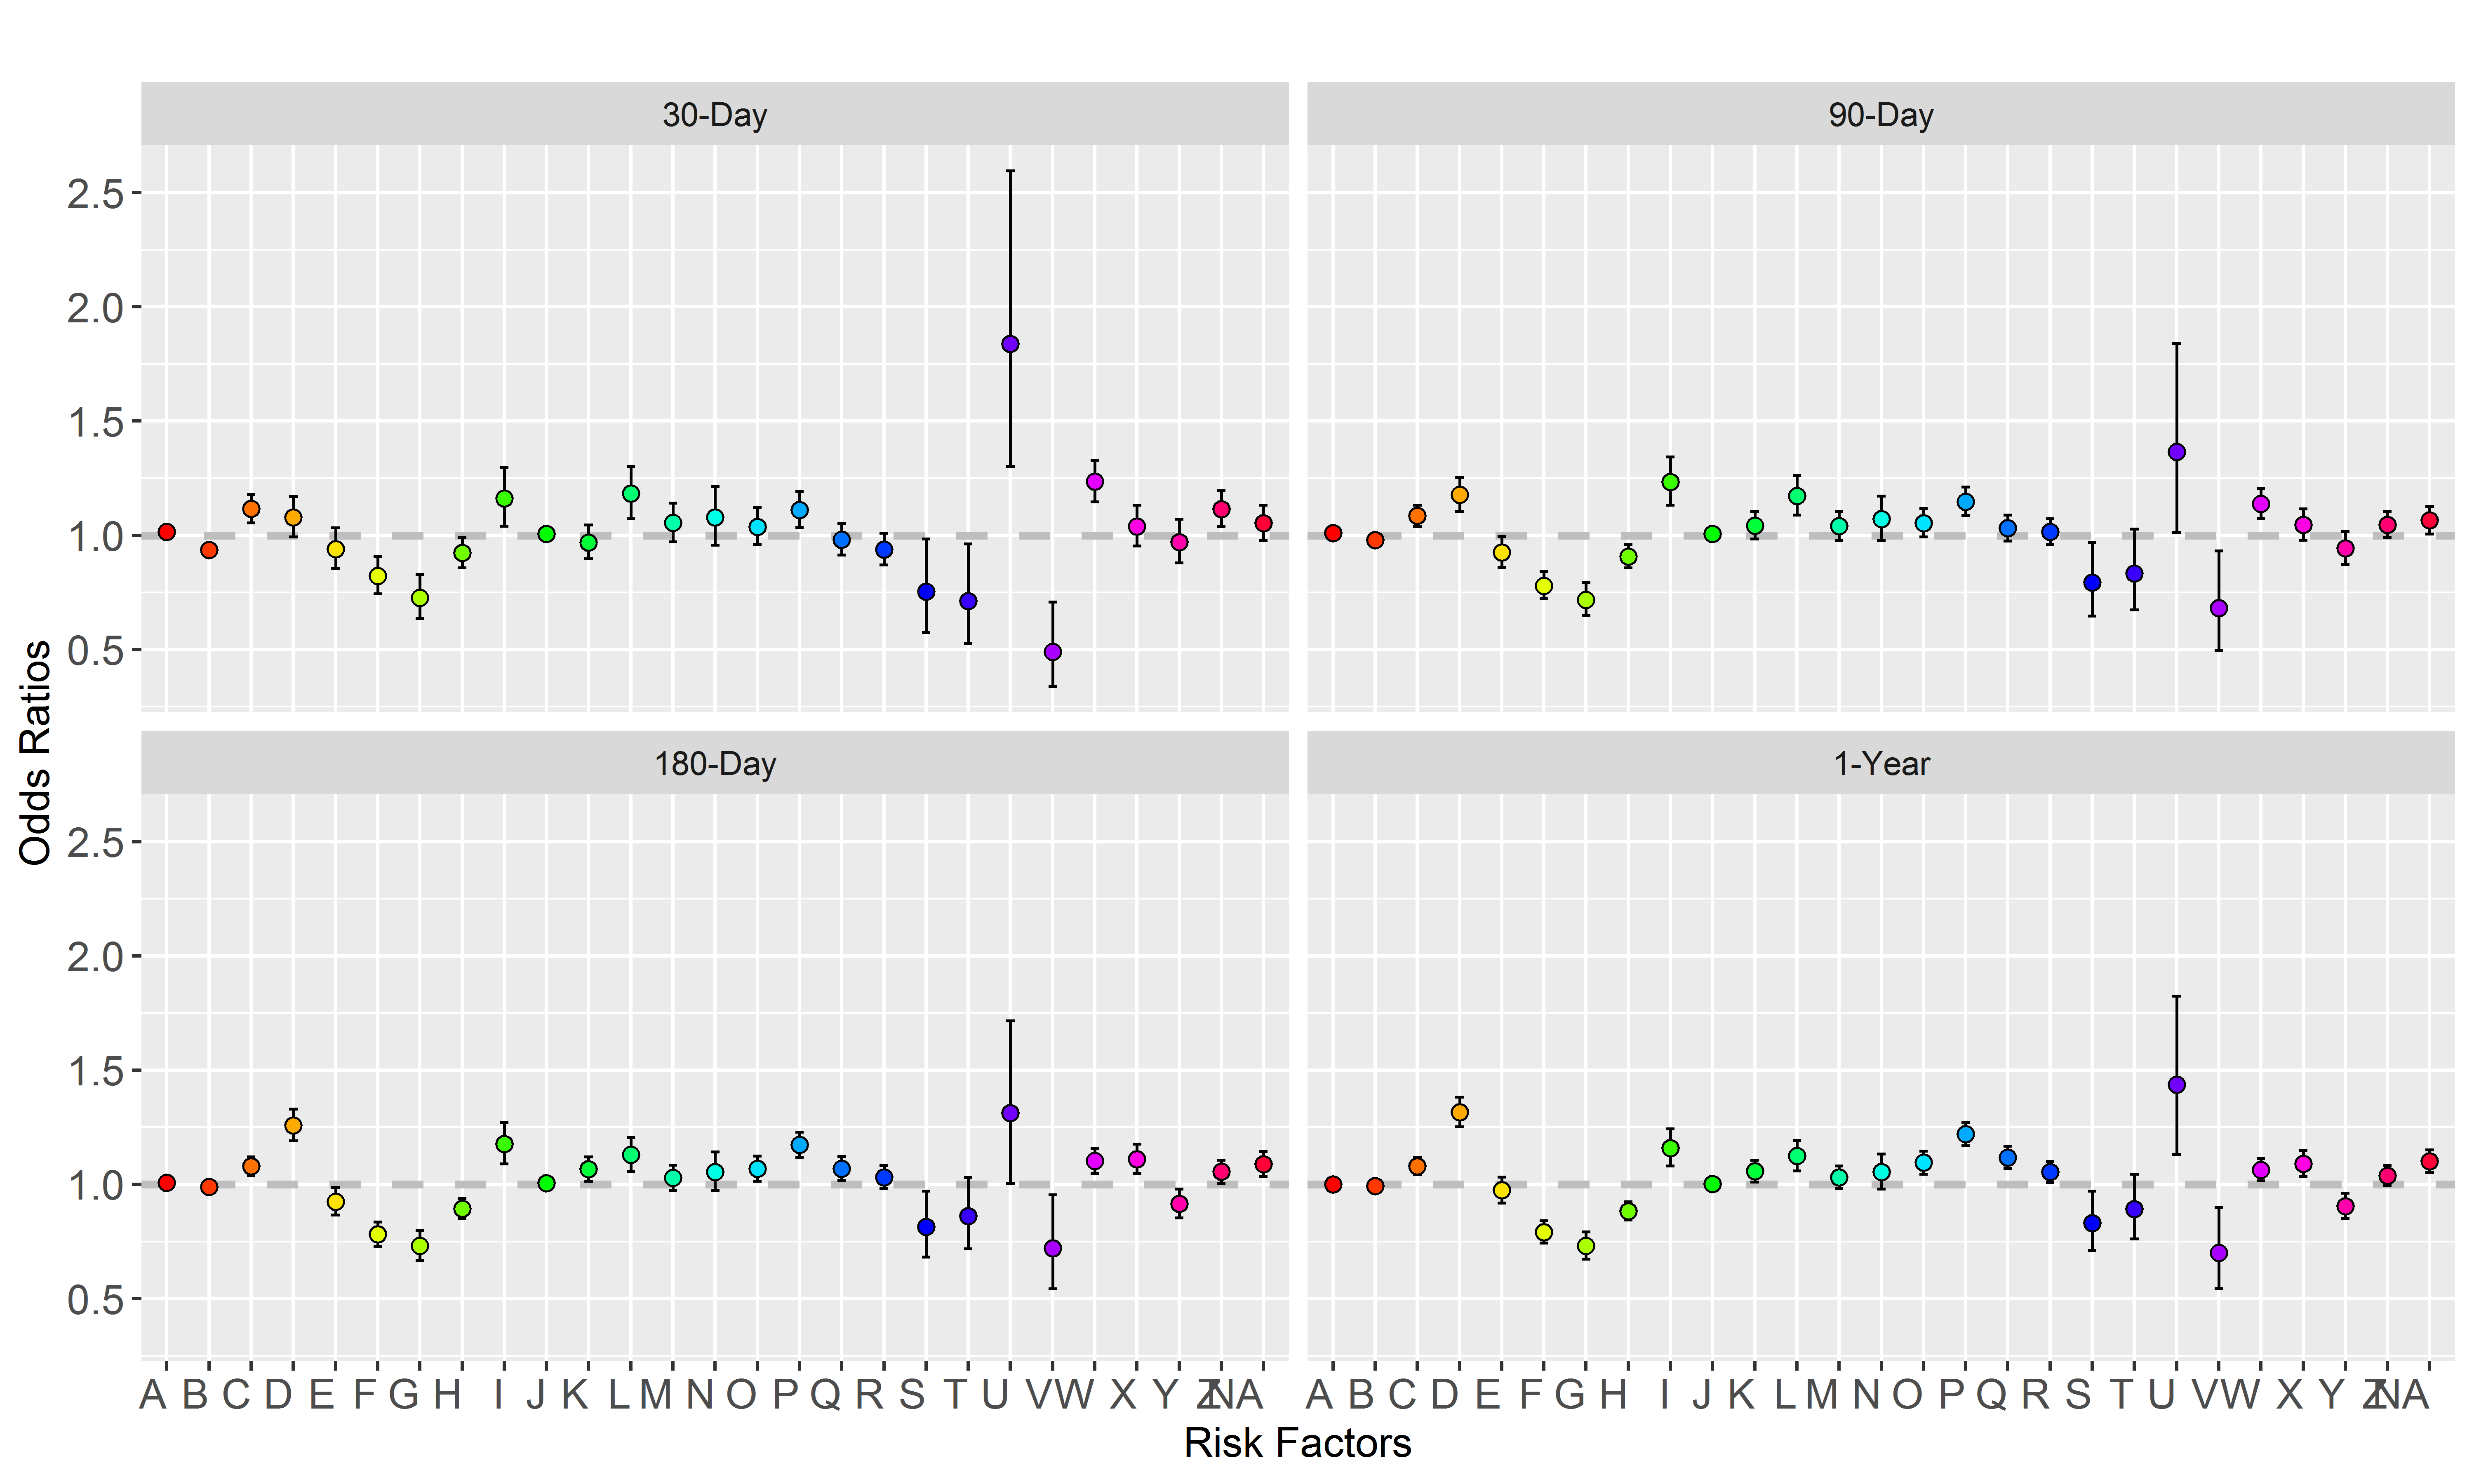 30-Day
90-Day
2.5
2.0
1.5
1.0
0.5
180-Day
1-Year
2.5
2.0
1.5
1.0
0.5
A B C D E F G H I J K L M N O P Q R S T U V W X Y Z NA
A B C D E F G H I J K L M N O P Q R S T U V W X Y Z NA
Risk Factors
Odds Ratios